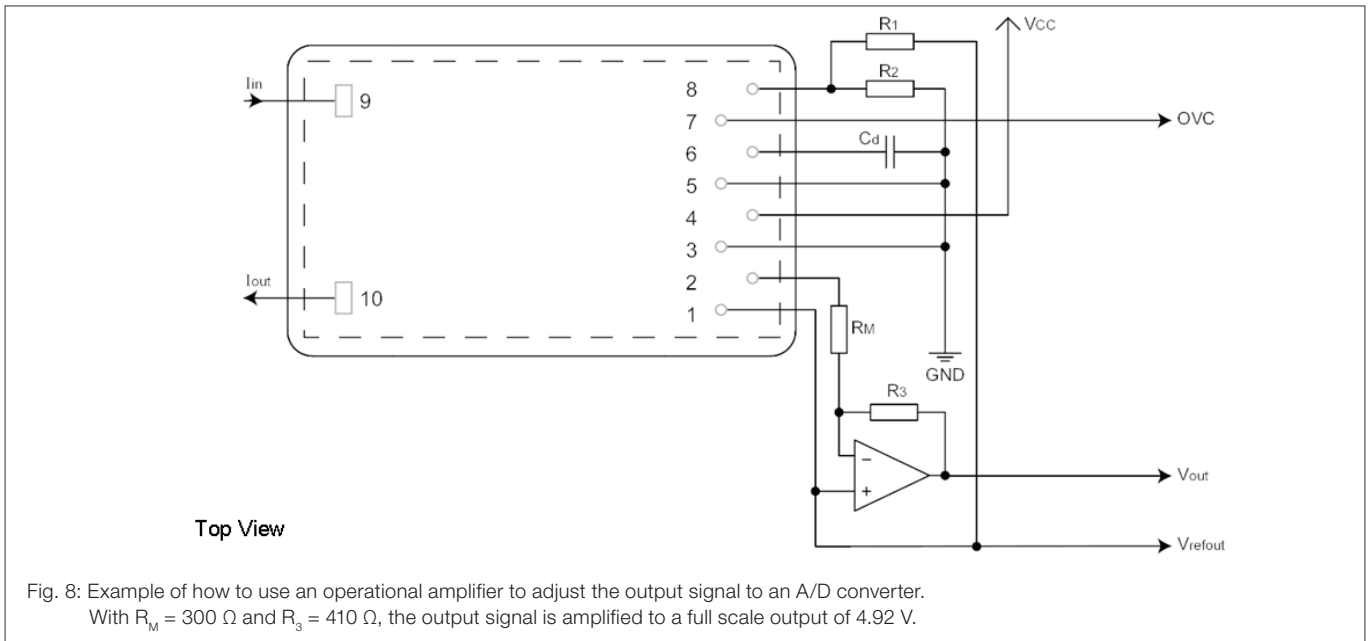 R1
VCC
Iin
8
R2
9
7
OVC
6
Cd
5
4
3
Iout
2
10
1
RM
GND
R3
−
+
Vout
Top View
Vrefout
Fig. 8: Example of how to use an operational amplifier to adjust the output signal to an A/D converter.
With RM = 300 Ω and R3 = 410 Ω, the output signal is amplified to a full scale output of 4.92 V.